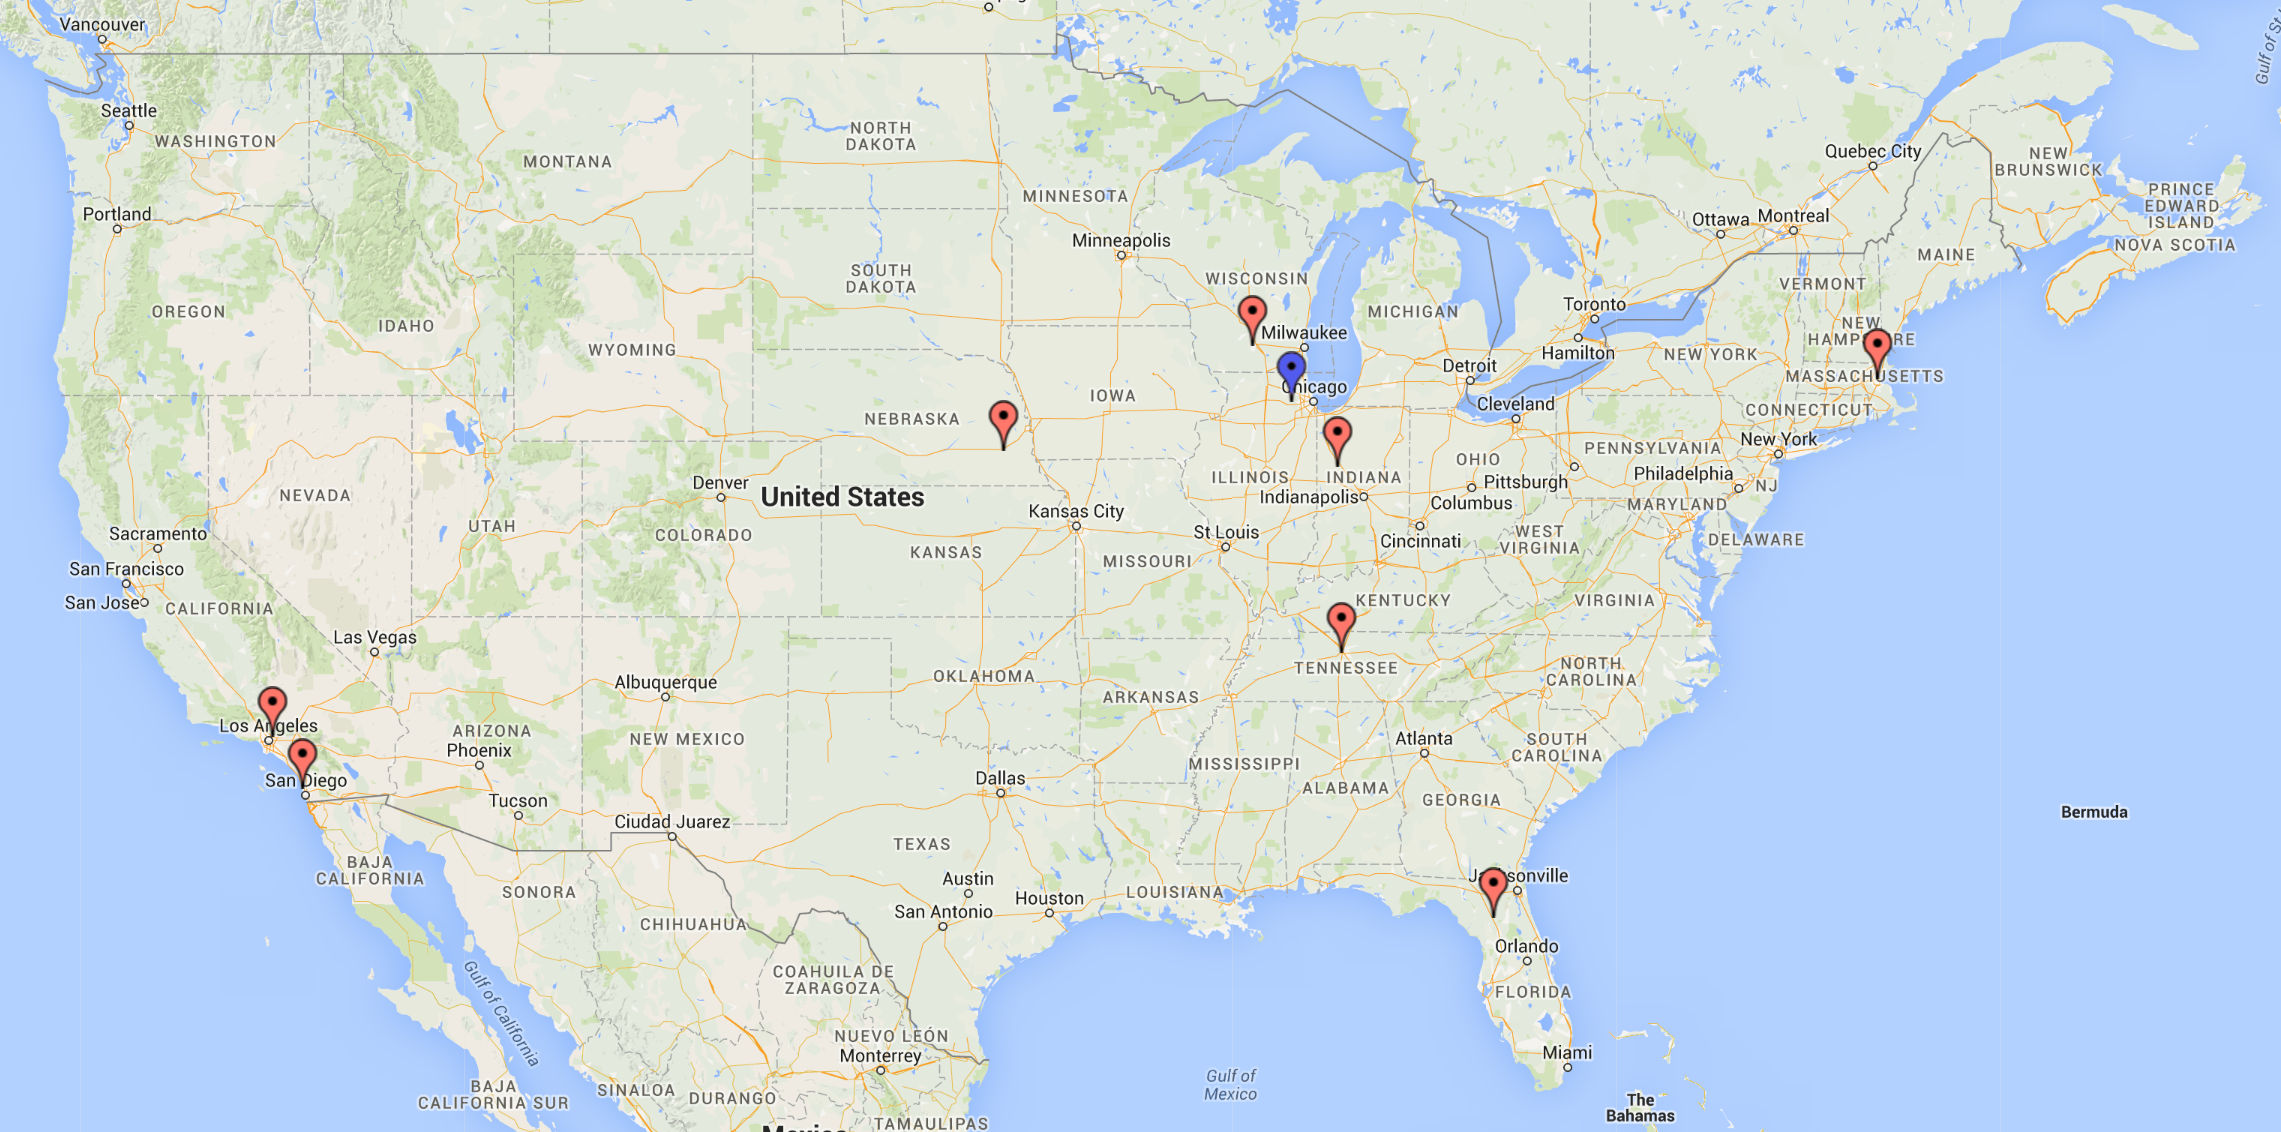 Vancouver
Seattle
WASHINGTON
Portland
OREGON
IDAHO
MONTANA
NORTH
DAKOTA
SOUTH
DAKOTA
MINNESOTA
Minneapolis
WISCONSIN
Milwaukee
MICHIGAN
WYOMING
NEBRASKA
IOWA
Chicago
Detroit
Toronto
Hamilton
Ottawa
Montreal
Quebec City
NEW
BRUNSWICK
PRINCE
EDWARD
ISLAND
NOVA SCOTIA
MAINE
VERMONT
NEW
HAMPSHIRE
NEW YORK
MASSACHUSETTS
CONNECTICUT
Cleveland
New York
PENNSYLVANIA
Philadelphia
NJ
Pittsburgh
OHIO
Columbus
MARYLAND
DELAWARE
WEST
VIRGINIA
VIRGINIA
ILLINOIS
INDIANA
Indianapolis
Cincinnati
St Louis
NEVADA
UTAH
Denver
COLORADO
United States
KANSAS
Kansas City
MISSOURI
KENTUCKY
Sacramento
San Francisco
San Jose
CALIFORNIA
Las Vegas
Los Angeles
San Diego
ARIZONA
Phoenix
Tucson
Albuquerque
NEW MEXICO
OKLAHOMA
ARKANSAS
TENNESSEE
NORTH
CAROLINA
SOUTH
CAROLINA
Atlanta
GEORGIA
MISSISSIPPI
ALABAMA
Dallas
TEXAS
Austin
San Antonio
Houston
LOUISIANA
Jacksonville
Orlando
FLORIDA
Miami
Bermuda
The
Bahamas
Gulf of
Mexico
Ciudad Juarez
BAJA
CALIFORNIA
SONORA
CHIHUAHUA
COAHUILA DE
ZARAGOZA
NUEVO LEÓN
Monterrey
Gulf of California
BAJA
CALIFORNIA SUR
SINALOA
DURANGO
TAMAULIPAS
Mexico
Gulf of St